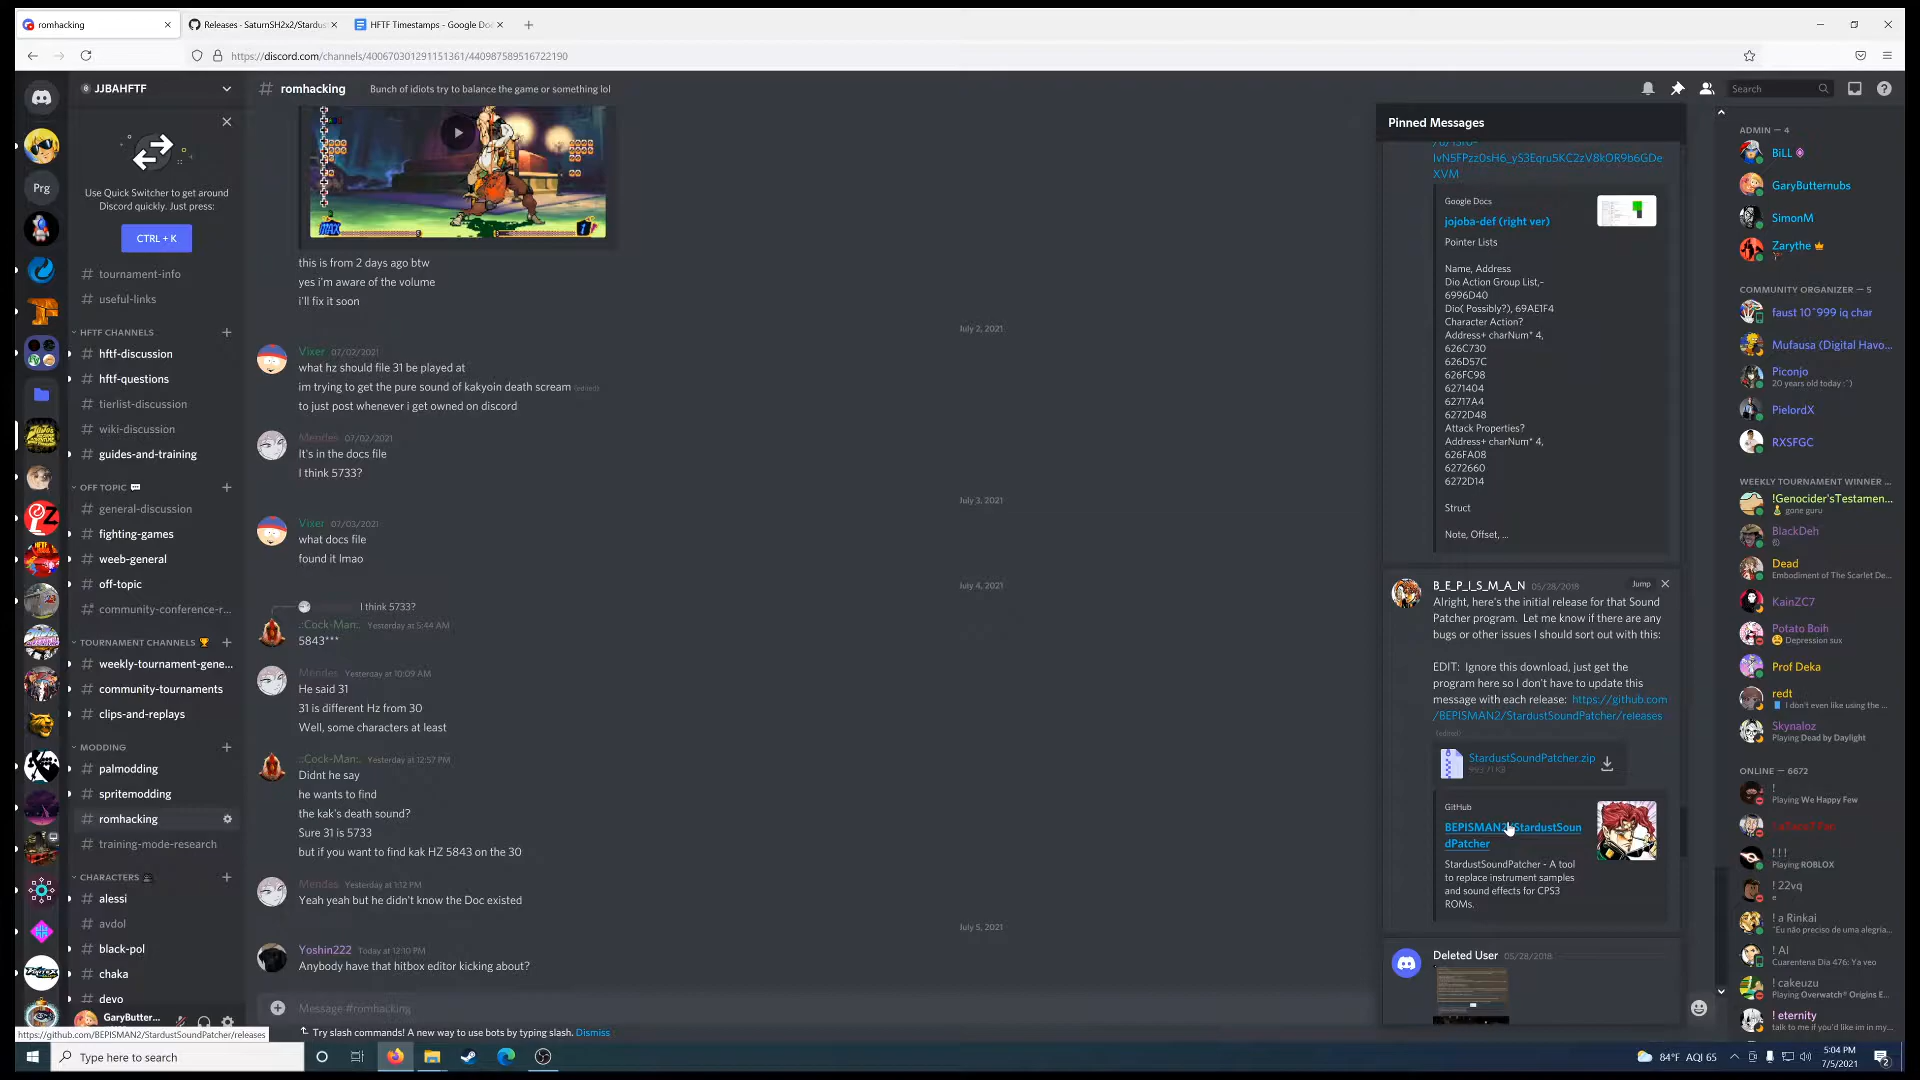 romhacking
Releases - SaturnSH2x2/Stardus
HFTF Timestamps - Google Do
https://discord.com/channels/400670301291151361/440987589516722190
JJBAHFTF
# romhacking
Bunch of idiots try to balance the game or something lol
Search
Prg
Use Quick Switcher to get around
Discord quickly. Just press:
CTRL + K
# tournament-info
# useful-links
HFTF CHANNELS
# hftf-discussion
# hftf-questions
# tierlist-discussion
# wiki-discussion
# guides-and-training
OFF TOPIC
# general-discussion
# fighting-games
# weeb-general
# off-topic
# community-conference-r...
TOURNAMENT CHANNELS
# weekly-tournament-gene...
# community-tournaments
# clips-and-replays
MODDING
# palmodding
# spritemodding
# romhacking
# training-mode-research
CHARACTERS
# alessi
# avdol
# black-pol
# chaka
# devo
GaryButter...
https://github.com/BEPISMAN2/StardustSoundPatcher/releases
MAX
1
this is from 2 days ago btw
yes i'm aware of the volume
i'll fix it soon
July 2, 2021
Vixer 07/02/2021
what hz should file 31 be played at
im trying to get the pure sound of kakyoin death scream (edited)
to just post whenever i get owned on discord
Mendes 07/02/2021
It's in the docs file
I think 5733?
July 3, 2021
Vixer 07/03/2021
what docs file
found it lmao
July 4, 2021
I think 5733?
.:Cock-Man:. Yesterday at 5:44 AM
5843***
Mendes Yesterday at 10:09 AM
He said 31
31 is different Hz from 30
Well, some characters at least
.:Cock-Man:. Yesterday at 12:57 PM
Didnt he say
he wants to find
the kak's death sound?
Sure 31 is 5733
but if you want to find kak HZ 5843 on the 30
Mendes Yesterday at 1:12 PM
Yeah yeah but he didn't know the Doc existed
July 5, 2021
Yoshin222 Today at 12:10 PM
Anybody have that hitbox editor kicking about?
Message #romhacking
Try slash commands! A new way to use bots by typing slash. Dismiss
Pinned Messages
IvN5FPzz0sH6_yS3Eqru5KC2zV8kOR9b6GDe
XVM
Google Docs
jojoba-def (right ver)
Pointer Lists
Name, Address
Dio Action Group List,-
6996D40
Dio( Possibly?), 69AE1F4
Character Action?
Address+ charNum* 4,
626C730
626D57C
626FC98
6271404
62717A4
6272D48
Attack Properties?
Address+ charNum* 4,
626FA08
6272660
6272D14
Struct
Note, Offset, ...
B_E_P_I_S_M_A_N 05/28/2018
Jump
Alright, here's the initial release for that Sound
Patcher program. Let me know if there are any
bugs or other issues I should sort out with this:
EDIT: Ignore this download, just get the
program here so I don't have to update this
message with each release: https://github.com
/BEPISMAN2/StardustSoundPatcher/releases
(edited)
StardustSoundPatcher.zip
993.71 KB
GitHub
BEPISMAN2/StardustSoun
dPatcher
StardustSoundPatcher - A tool
to replace instrument samples
and sound effects for CPS3
ROMs.
Deleted User 05/28/2018
ADMIN — 4
BiLL
GaryButternubs
SimonM
Zarythe
COMMUNITY ORGANIZER — 5
faust 10^999 iq char
Mufausa (Digital Havo...
Piconjo
20 years old today :^)
PielordX
RXSFGC
WEEKLY TOURNAMENT WINNER ...
!Genocider'sTestamen...
gone guru
BlackDeh
Dead
Embodiment of The Scarlet De...
KainZC7
Potato Boih
Depression sux
Prof Deka
redt
I don't even like using the ...
Skynaloz
Playing Dead by Daylight
ONLINE — 6672
!
Playing We Happy Few
! ! !
Playing ROBLOX
! 22vq
e
! a Rinkai
"Eu não preciso de uma alegria...
! Al
Cuarentena Dia 476: Ya veo
! cakeuzu
Playing Overwatch® Origins E...
! eternity
talk to me if you'd like im in my...
Type here to search
84°F AQI 65
5:04 PM
7/5/2021
2